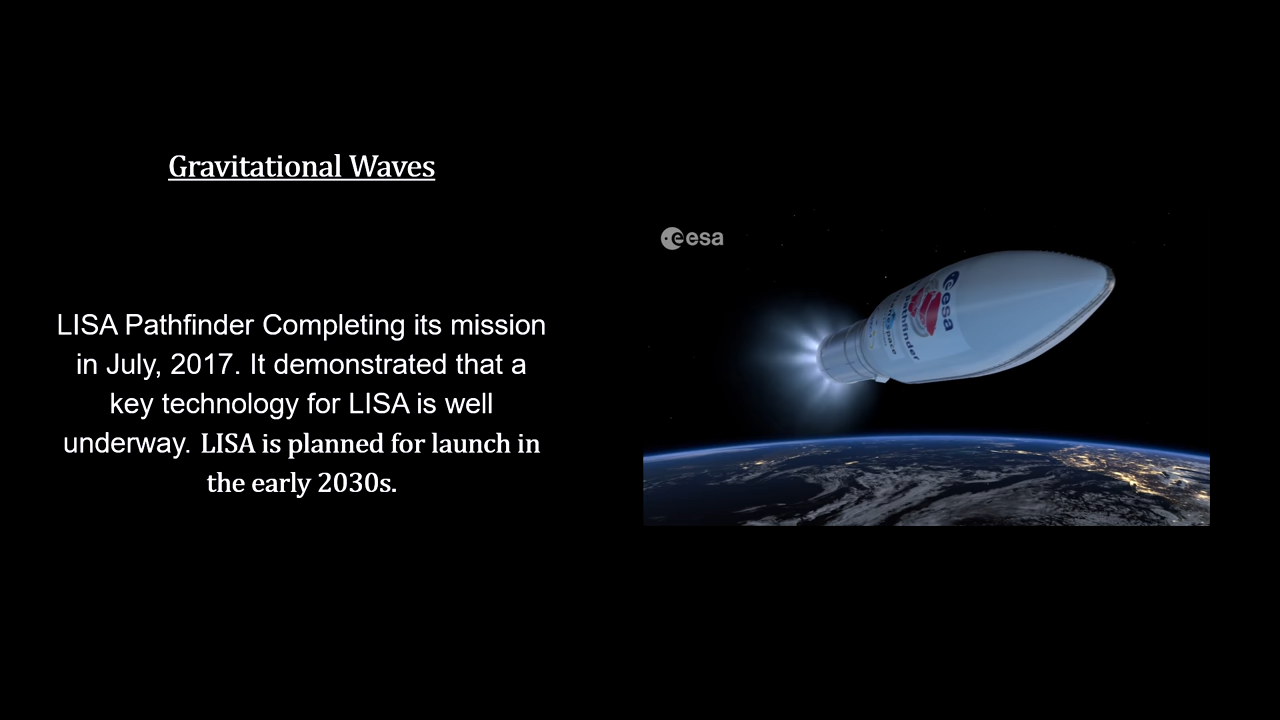 Gravitational Waves
LISA Pathfinder Completing its mission
in July, 2017. It demonstrated that a
key technology for LISA is well
underway. LISA is planned for launch in
the early 2030s.
esa
esa
pathfinder